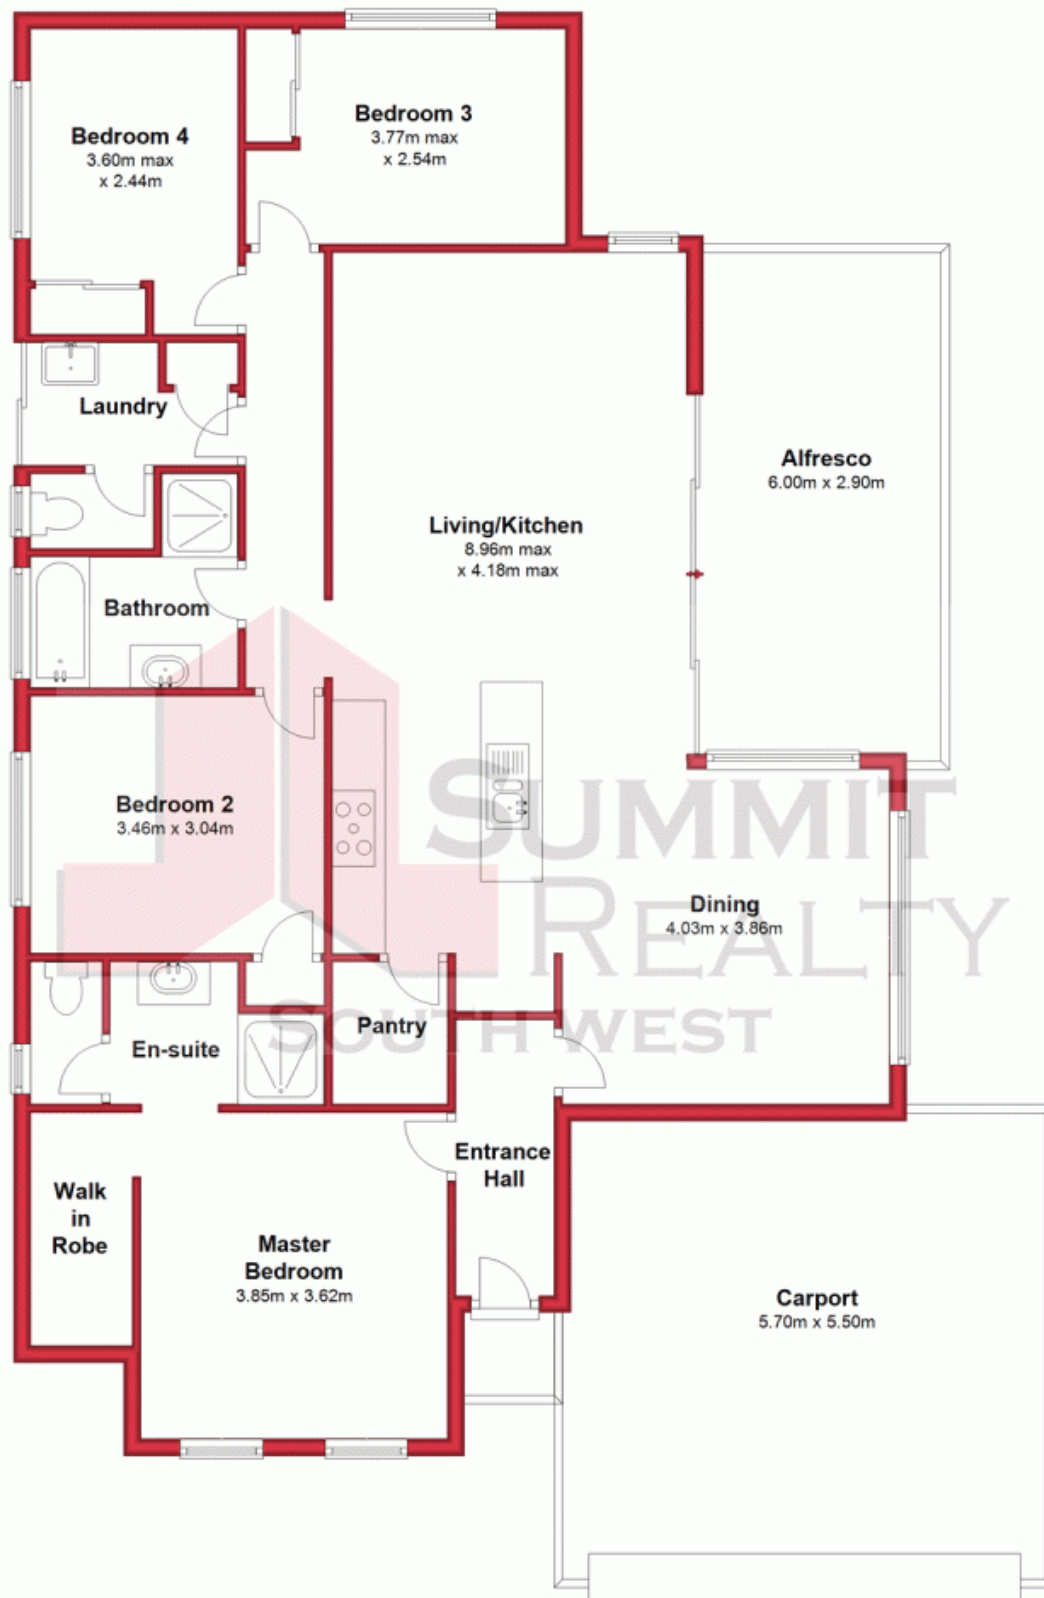 Bedroom 4
3.60m max
x 2.44m
Bedroom 3
3.77m max
x 2.54m
Laundry
Alfresco
6.00m x 2.90m
Living/Kitchen
8.96m max
x 4.18m max
Bathroom
Bedroom 2
3.46m x 3.04m
SUMMIT
REALTY
SOUTH WEST
Dining
4.03m x 3.86m
Pantry
En-suite
Entrance
Hall
Walk
in
Robe
Master
Bedroom
3.85m x 3.62m
Carport
5.70m x 5.50m